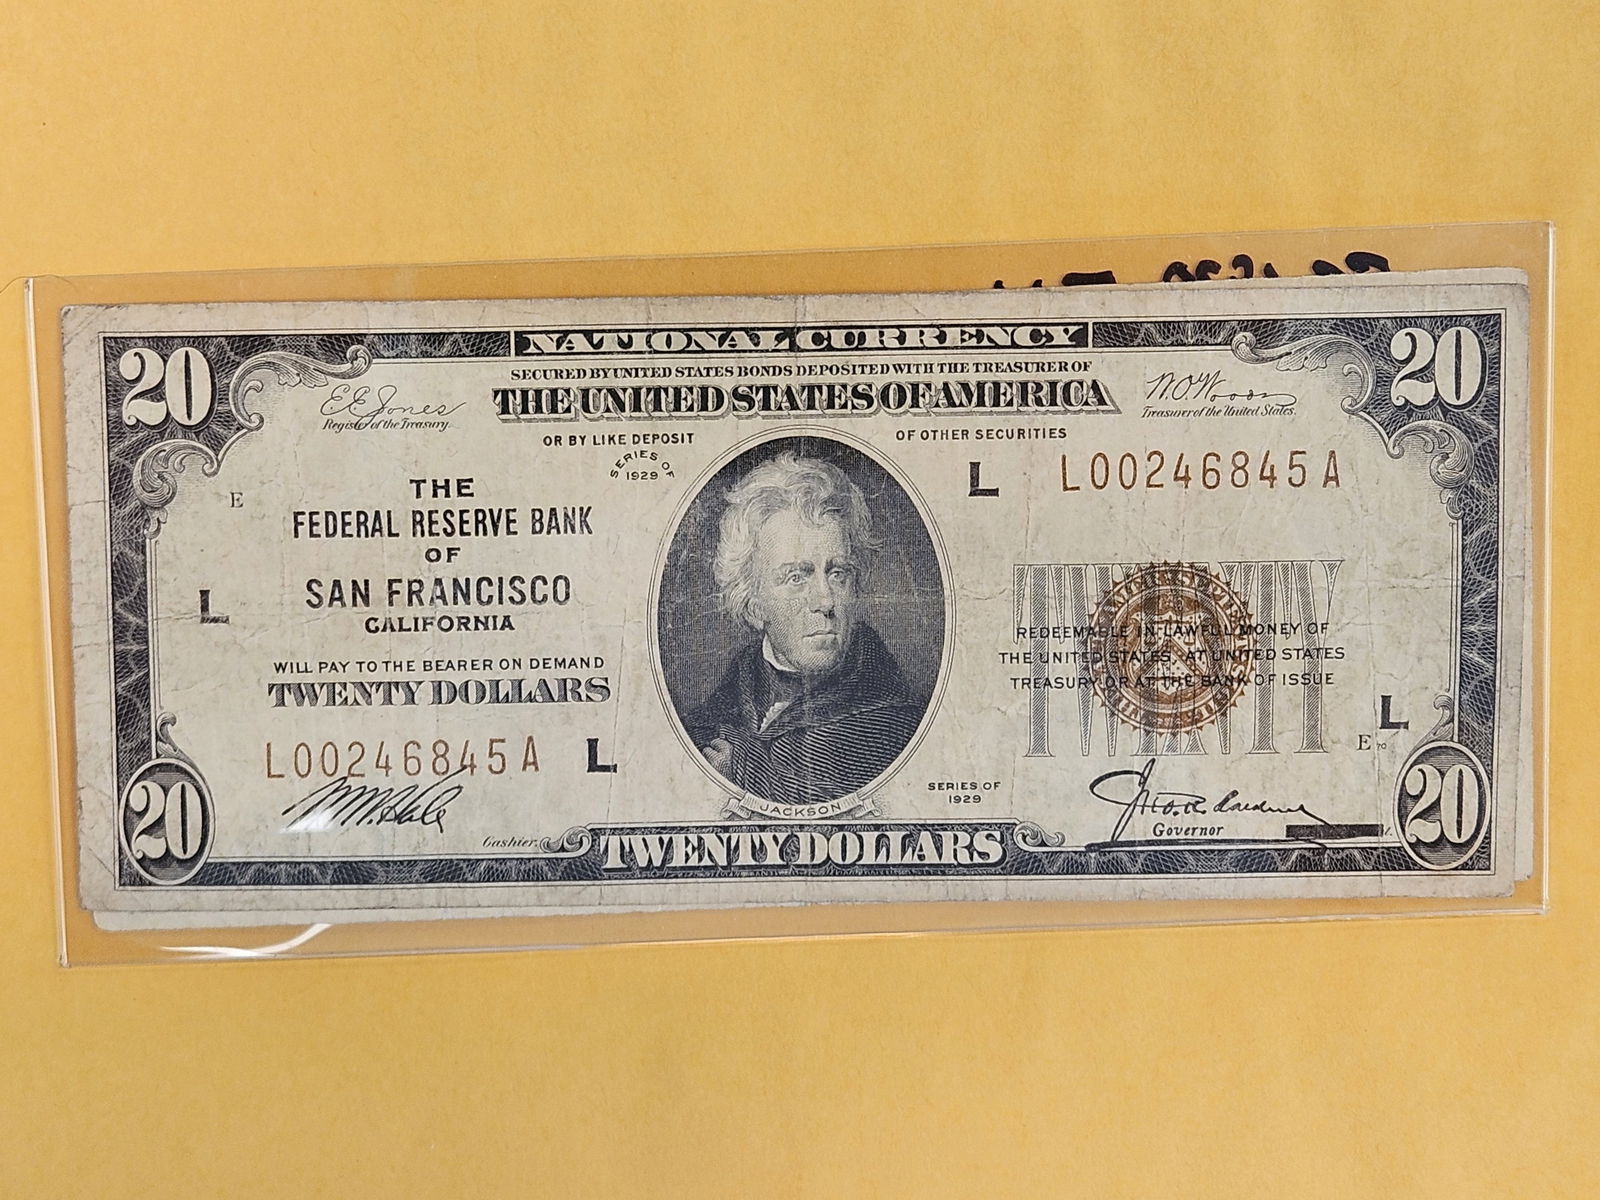 NATIONAL CURRENCY
SECURED BY UNITED STATES BONDS DEPOSITED WITH THE TREASURER OF
THE UNITED STATES OF AMERICA
OR BY LIKE DEPOSIT OF OTHER SECURITIES
20
20
E.E. Jones
Register of the Treasury.
W.O. Woods
Treasurer of the United States.
SERIES OF
1929
L
L00246845A
E
THE
FEDERAL RESERVE BANK
OF
SAN FRANCISCO
CALIFORNIA
L
WILL PAY TO THE BEARER ON DEMAND
TWENTY DOLLARS
TWENTY
REDEEMABLE IN LAWFUL MONEY OF
THE UNITED STATES, AT UNITED STATES
TREASURY OR AT THE BANK OF ISSUE
L
E 70
L00246845A
L
SERIES OF
1929
JACKSON
Cashier.
Governor
20
TWENTY DOLLARS
20